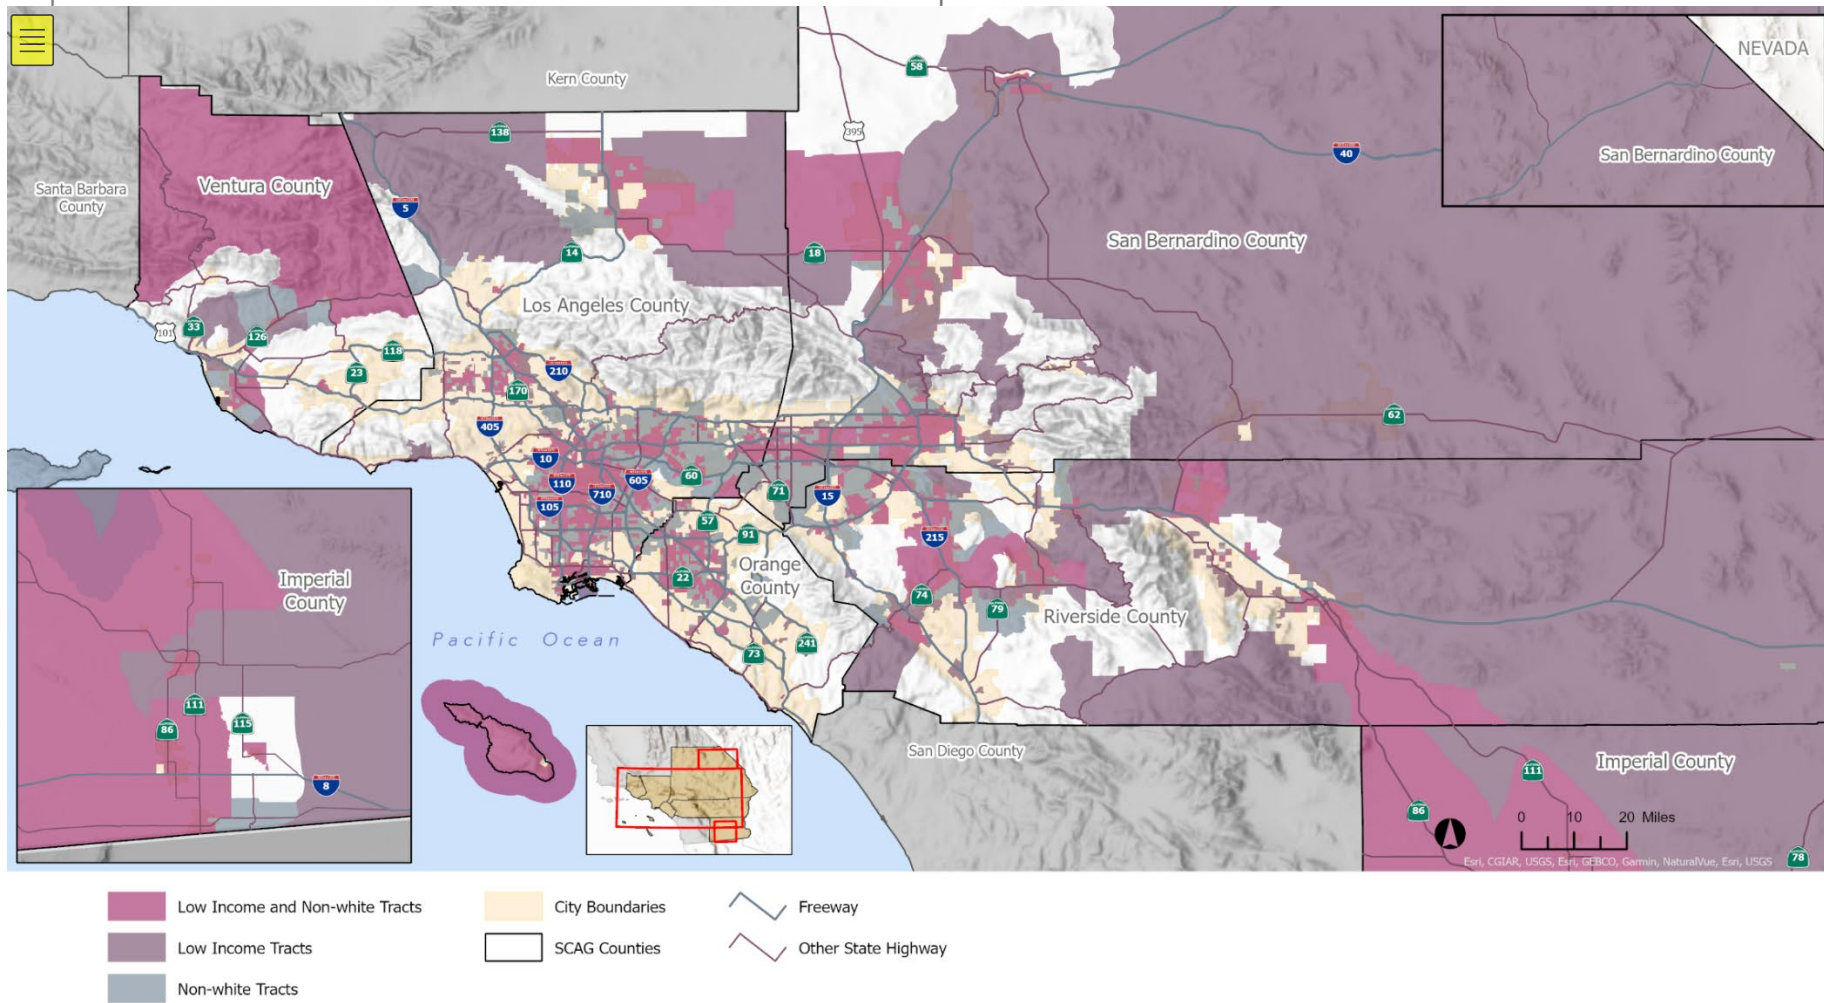 Kern County
58
NEVADA
138
395
40
San Bernardino County
Ventura County
Santa Barbara
County
5
14
18
San Bernardino County
Los Angeles County
101
33
126
118
23
210
170
405
62
10
110
105
710
605
60
71
15
57
91
215
Orange
County
22
74
79
Riverside County
73
241
Pacific Ocean
Imperial
County
111
86
115
8
San Diego County
Imperial County
111
86
78
0 10 20 Miles
Esri, CGIAR, USGS, Esri, GEBCO, Garmin, NaturalVue, Esri, USGS
Low Income and Non-white Tracts
City Boundaries
Freeway
Low Income Tracts
SCAG Counties
Other State Highway
Non-white Tracts